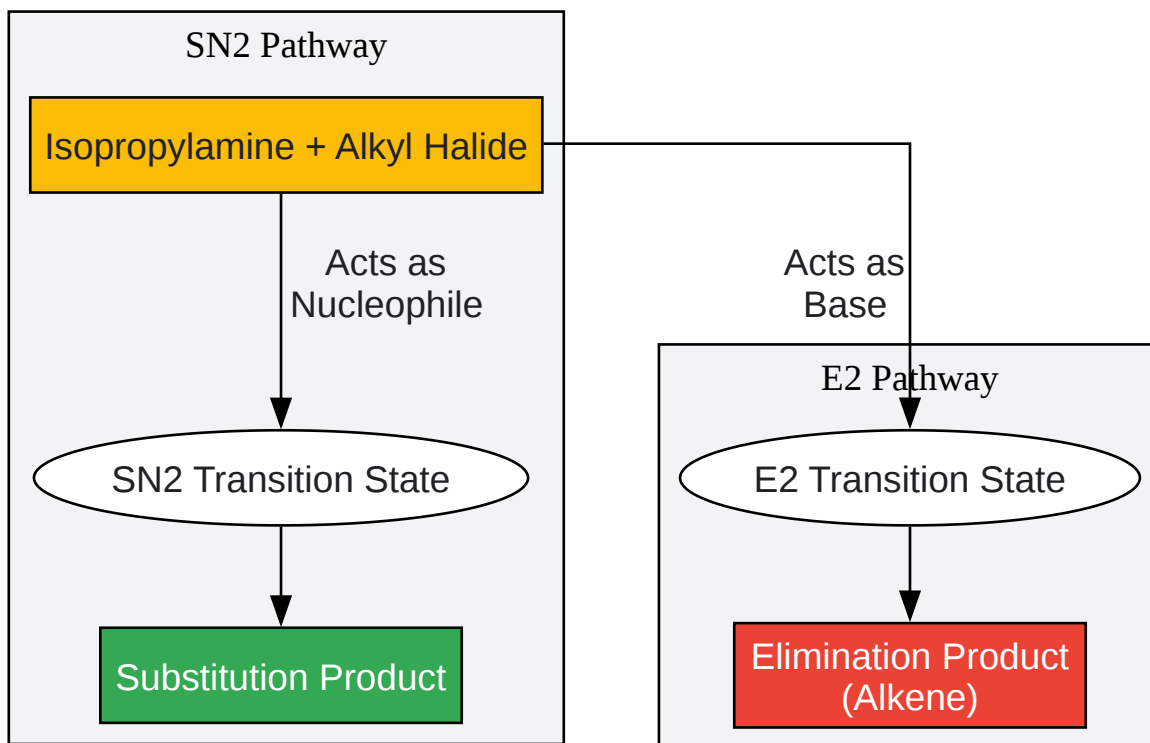 SN2 Pathway
Isopropylamine + Alkyl Halide
Acts as
Nucleophile
Acts as
Base
E2 Pathway
SN2 Transition State
E2 Transition State
Substitution Product
Elimination Product
(Alkene)